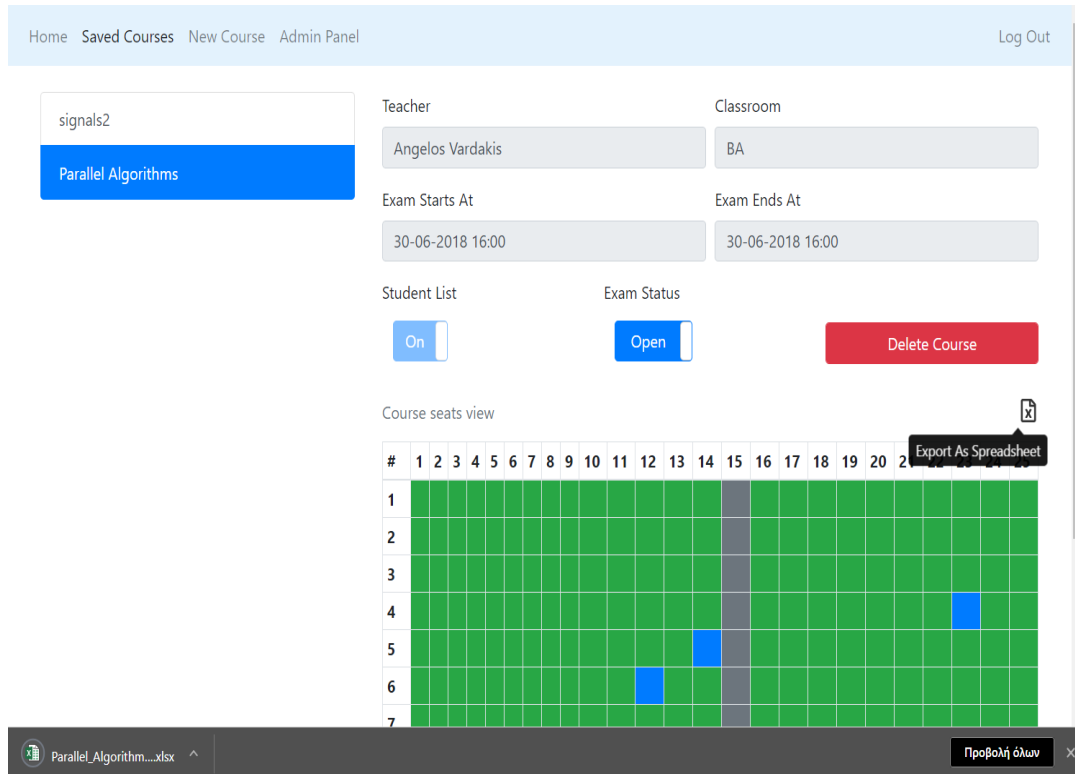 Home Saved Courses New Course Admin Panel Log Out
signals2
Parallel Algorithms
Teacher Classroom
Angelos Vardakis BA
Exam Starts At Exam Ends At
30-06-2018 16:00 30-06-2018 16:00
Student List Exam Status
On Open Delete Course
Course seats view
Export As Spreadsheet
# 1 2 3 4 5 6 7 8 9 10 11 12 13 14 15 16 17 18 19 20
1
2
3
4
5
6
7
Parallel_Algorithm....xlsx Προβολή όλων